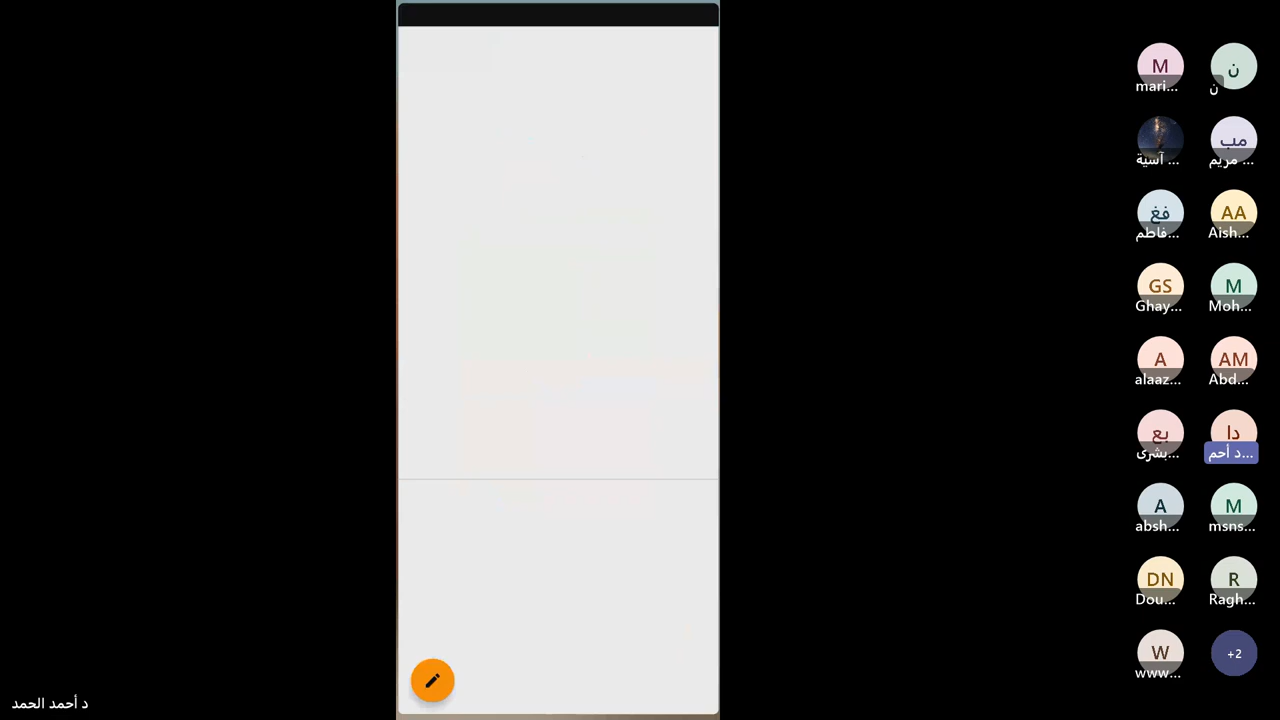 M
mari...
ن
ن
آسية ...
مب
مريم ...
فغ
فاطم...
AA
Aish...
GS
Ghay...
M
Moh...
A
alaaz...
AM
Abd...
بع
بشرى...
دا
د أحم...
A
absh...
M
msns...
DN
Dou...
R
Ragh...
W
www...
+2
د أحمد الحمد